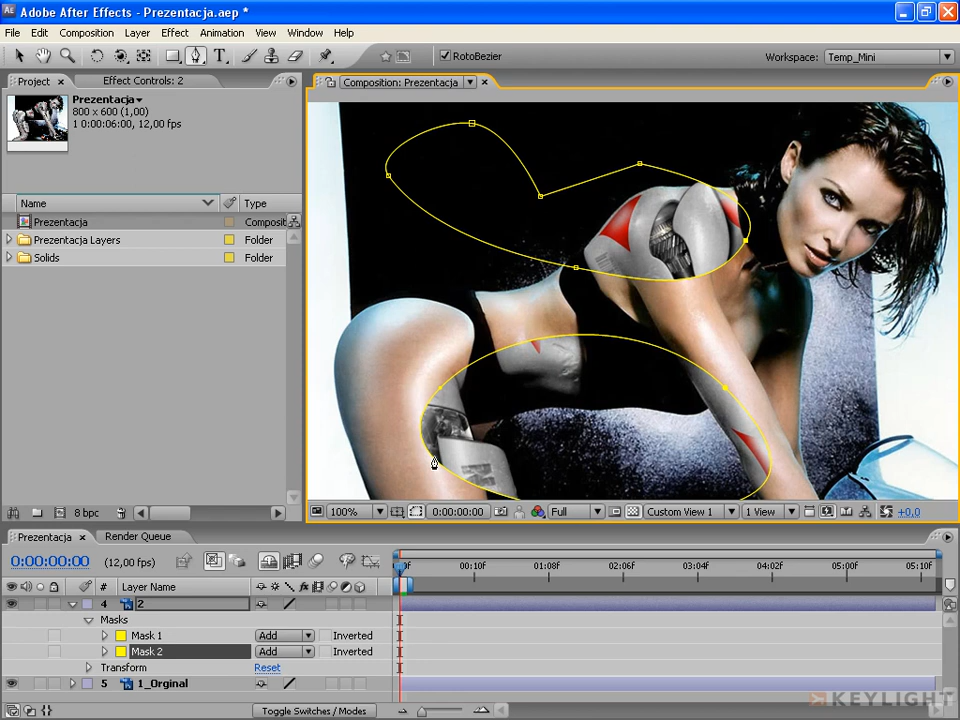 Adobe After Effects - Prezentacja.aep *
File Edit Composition Layer Effect Animation View Window Help
RotoBezier
Workspace: Temp_Mini
Project
Effect Controls: 2
Composition: Prezentacja
Prezentacja
800 x 600 (1,00)
1 0:00:06:00, 12,00 fps
Name Type
Prezentacja Composit
Prezentacja Layers Folder
Solids Folder
8 bpc
100% 0:00:00:00 Full Custom View 1 1 View +0,0
Prezentacja Render Queue
0:00:00:00 (12,00 fps)
00:10f 01:08f 02:06f 03:04f 04:02f 05:00f 05:10f
# Layer Name
4 2
Masks
Mask 1 Add Inverted
Mask 2 Add Inverted
Transform Reset
5 1_Orginal
Toggle Switches / Modes
KEYLIGHT